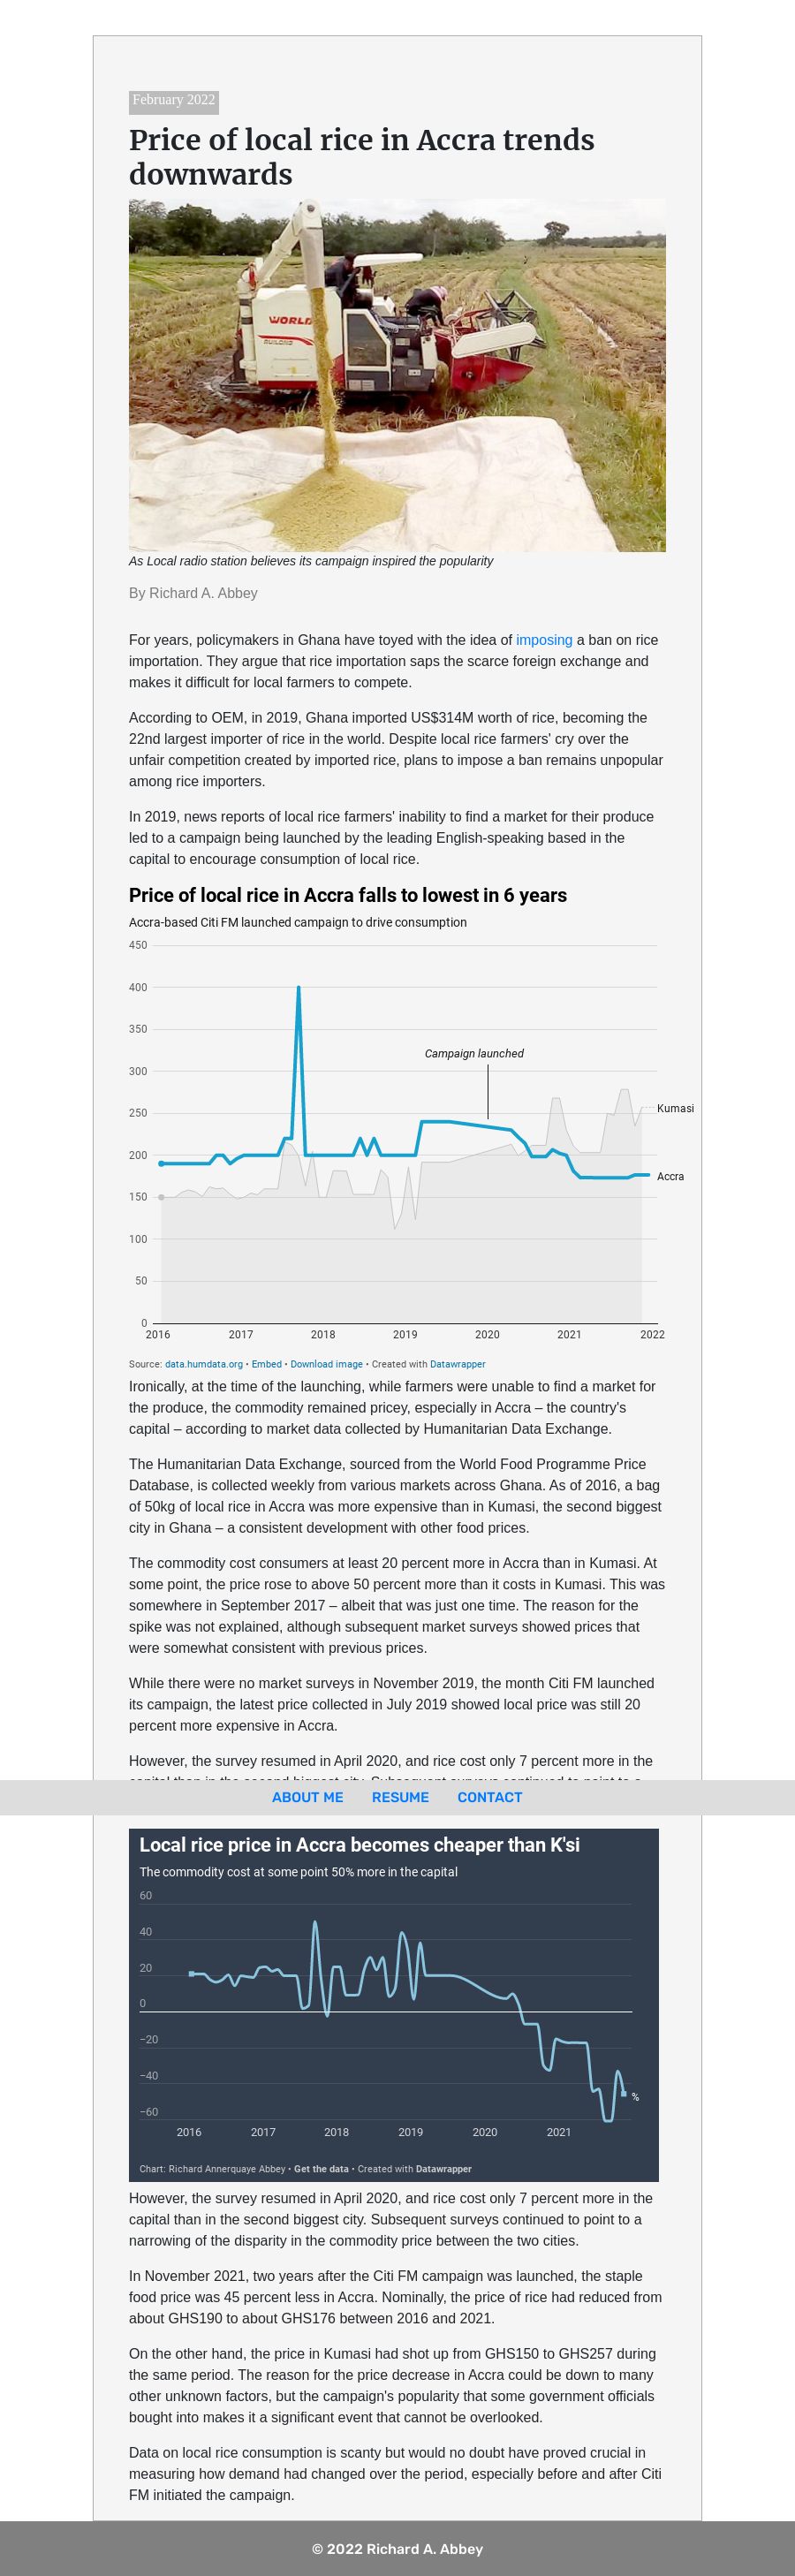 February 2022
Price of local rice in Accra trends
downwards
WORLD
RUILONG
As Local radio station believes its campaign inspired the popularity
By Richard A. Abbey
For years, policymakers in Ghana have toyed with the idea of imposing a ban on rice
importation. They argue that rice importation saps the scarce foreign exchange and
makes it difficult for local farmers to compete.
According to OEM, in 2019, Ghana imported US$314M worth of rice, becoming the
22nd largest importer of rice in the world. Despite local rice farmers' cry over the
unfair competition created by imported rice, plans to impose a ban remains unpopular
among rice importers.
In 2019, news reports of local rice farmers' inability to find a market for their produce
led to a campaign being launched by the leading English-speaking based in the
capital to encourage consumption of local rice.
Price of local rice in Accra falls to lowest in 6 years
Accra-based Citi FM launched campaign to drive consumption
450
400
350
Campaign launched
300
250
Kumasi
200
Accra
150
100
50
0
2016 2017 2018 2019 2020 2021 2022
Source: data.humdata.org • Embed • Download image • Created with Datawrapper
Ironically, at the time of the launching, while farmers were unable to find a market for
the produce, the commodity remained pricey, especially in Accra – the country's
capital – according to market data collected by Humanitarian Data Exchange.
The Humanitarian Data Exchange, sourced from the World Food Programme Price
Database, is collected weekly from various markets across Ghana. As of 2016, a bag
of 50kg of local rice in Accra was more expensive than in Kumasi, the second biggest
city in Ghana – a consistent development with other food prices.
The commodity cost consumers at least 20 percent more in Accra than in Kumasi. At
some point, the price rose to above 50 percent more than it costs in Kumasi. This was
somewhere in September 2017 – albeit that was just one time. The reason for the
spike was not explained, although subsequent market surveys showed prices that
were somewhat consistent with previous prices.
While there were no market surveys in November 2019, the month Citi FM launched
its campaign, the latest price collected in July 2019 showed local price was still 20
percent more expensive in Accra.
However, the survey resumed in April 2020, and rice cost only 7 percent more in the
capital than in the second biggest city. Subsequent surveys continued to point to a
ABOUT ME RESUME CONTACT
Local rice price in Accra becomes cheaper than K'si
The commodity cost at some point 50% more in the capital
60
40
20
0
−20
−40
%
−60
2016 2017 2018 2019 2020 2021
Chart: Richard Annerquaye Abbey • Get the data • Created with Datawrapper
However, the survey resumed in April 2020, and rice cost only 7 percent more in the
capital than in the second biggest city. Subsequent surveys continued to point to a
narrowing of the disparity in the commodity price between the two cities.
In November 2021, two years after the Citi FM campaign was launched, the staple
food price was 45 percent less in Accra. Nominally, the price of rice had reduced from
about GHS190 to about GHS176 between 2016 and 2021.
On the other hand, the price in Kumasi had shot up from GHS150 to GHS257 during
the same period. The reason for the price decrease in Accra could be down to many
other unknown factors, but the campaign's popularity that some government officials
bought into makes it a significant event that cannot be overlooked.
Data on local rice consumption is scanty but would no doubt have proved crucial in
measuring how demand had changed over the period, especially before and after Citi
FM initiated the campaign.
© 2022 Richard A. Abbey